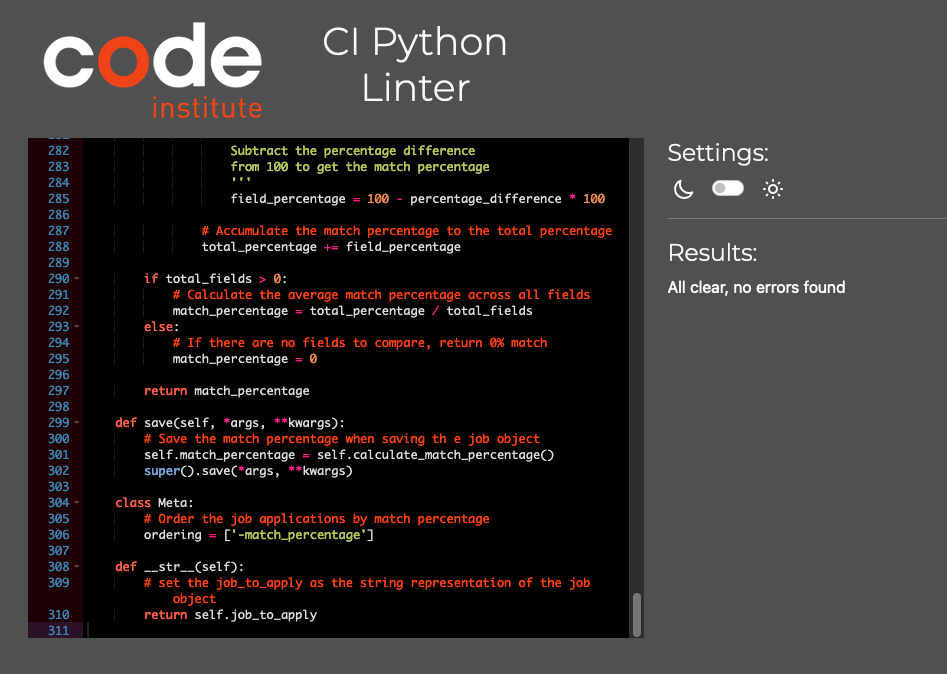 code
institute
CI Python
Linter
282 Subtract the percentage difference
283 from 100 to get the match percentage
284 '''
285 field_percentage = 100 - percentage_difference * 100
286
287 # Accumulate the match percentage to the total percentage
288 total_percentage += field_percentage
289
290 if total_fields > 0:
291 # Calculate the average match percentage across all fields
292 match_percentage = total_percentage / total_fields
293 else:
294 # If there are no fields to compare, return 0% match
295 match_percentage = 0
296
297 return match_percentage
298
299 def save(self, *args, **kwargs):
300 # Save the match percentage when saving th e job object
301 self.match_percentage = self.calculate_match_percentage()
302 super().save(*args, **kwargs)
303
304 class Meta:
305 # Order the job applications by match percentage
306 ordering = ['-match_percentage']
307
308 def __str__(self):
309 # set the job_to_apply as the string representation of the job
object
310 return self.job_to_apply
311
Settings:
Results:
All clear, no errors found